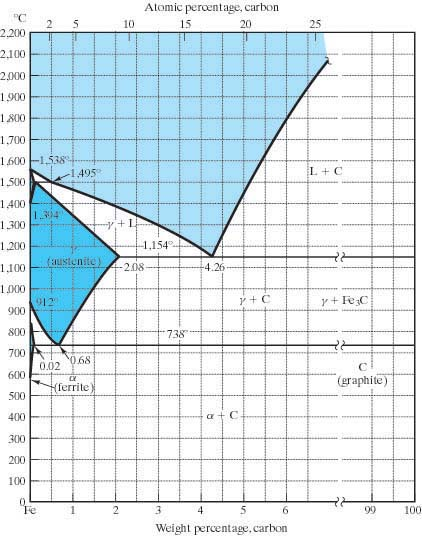 Atomic percentage, carbon
°C
2 5 10 15 20 25
2,200
2,100
2,000
1,900
1,800
1,700
1,600
1,500
1,400
1,300
1,200
1,100
1,000
900
800
700
600
500
400
300
200
100
0
1,538°
1,495°
L + C
1,394°
γ + L
γ
(austenite)
1,154°
2.08
4.26
912°
γ + C
γ + Fe3C
738°
0.02
0.68
α
(ferrite)
C
(graphite)
α + C
Fe 1 2 3 4 5 6 99 100
Weight percentage, carbon